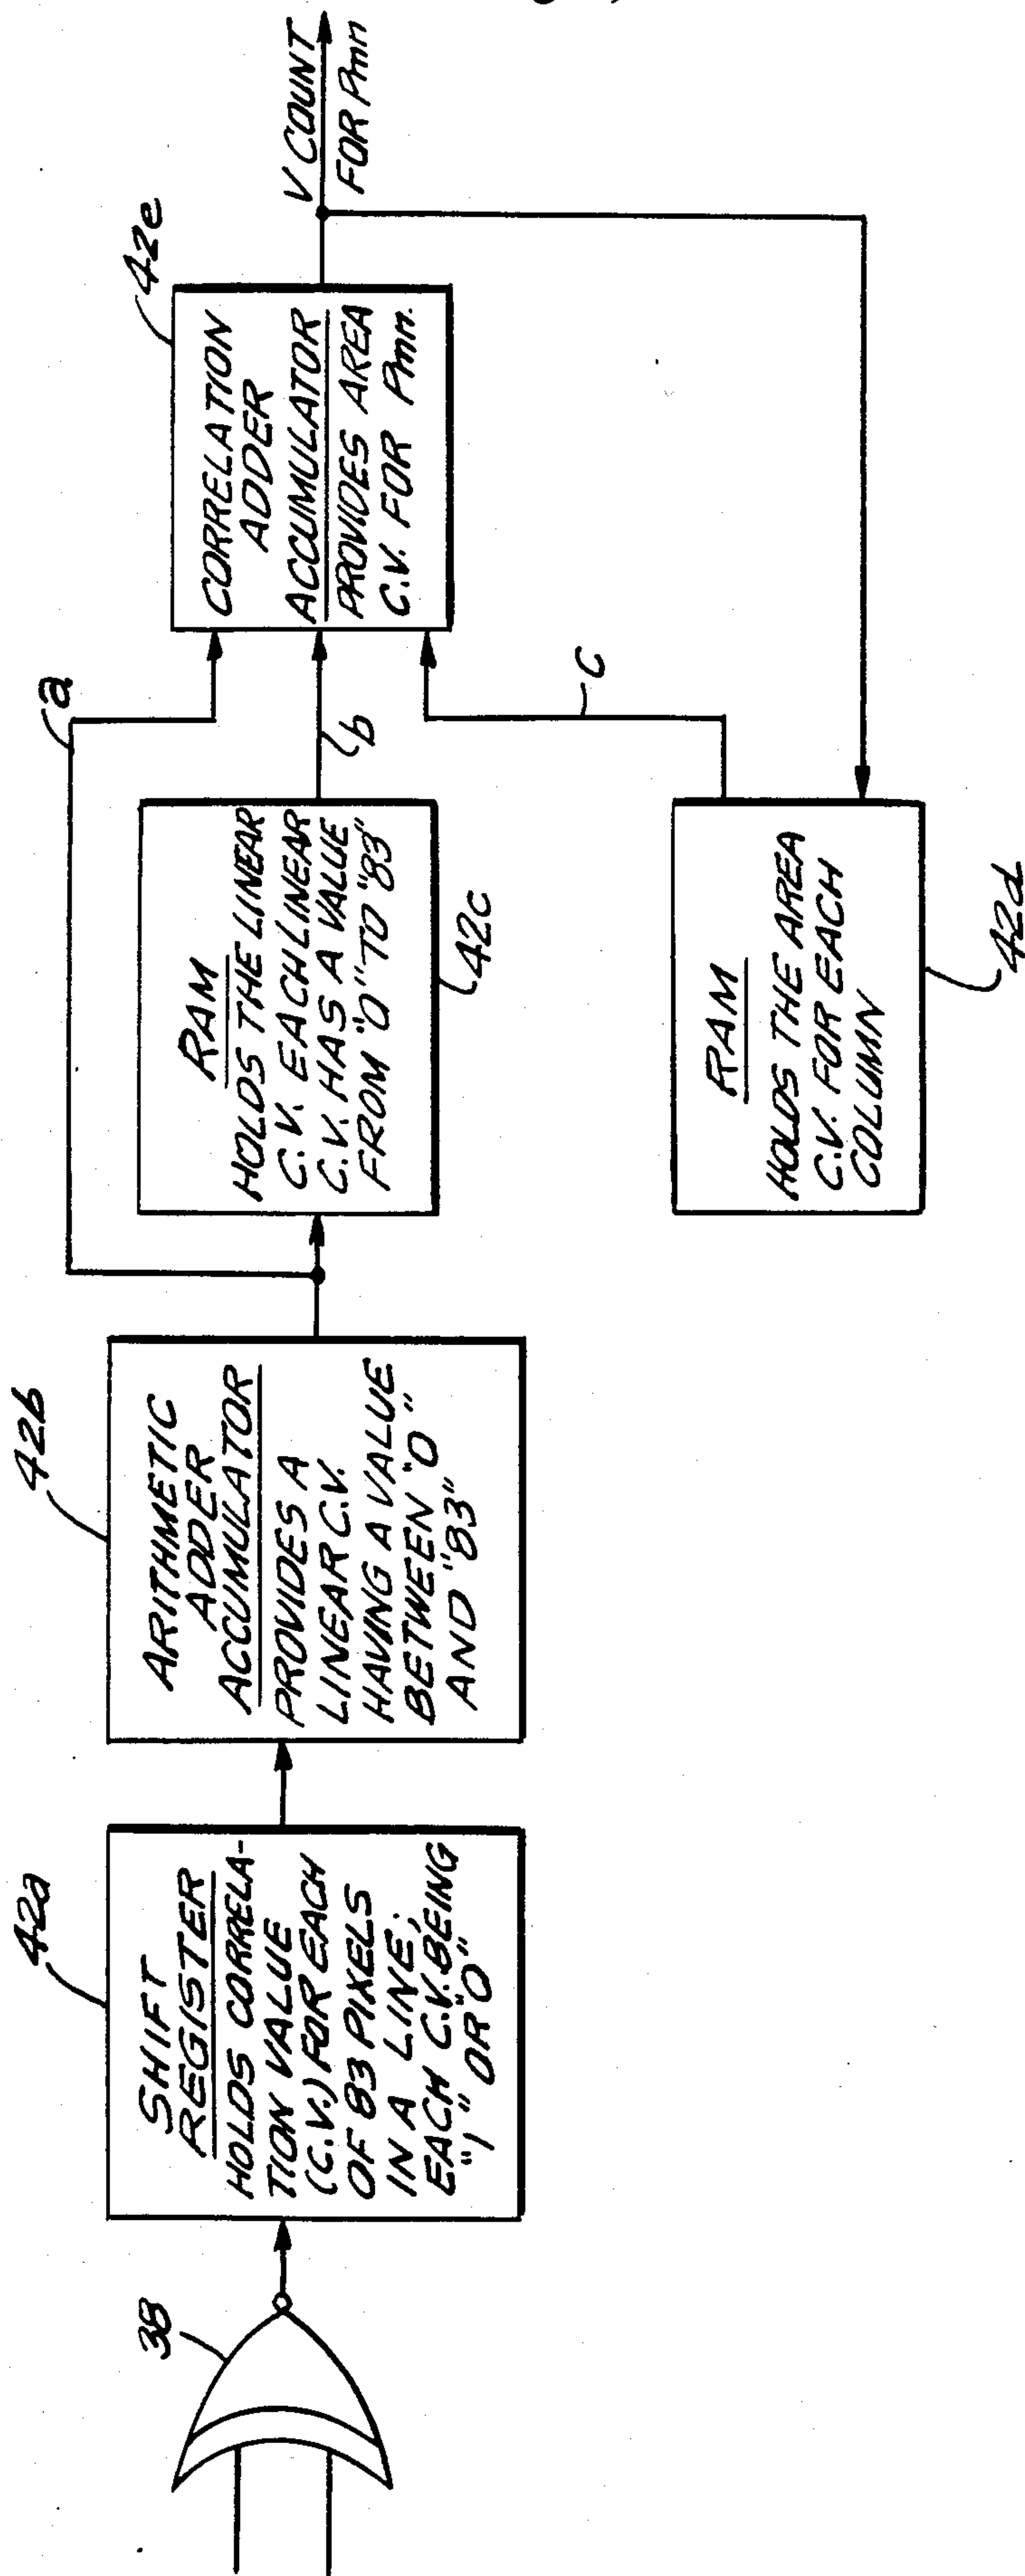 38
42a
SHIFT
REGISTER
HOLDS CORRELA-
TION VALUE
(C.V.) FOR EACH
OF 83 PIXELS
IN A LINE;
EACH C.V. BEING
"1" OR "0"
42b
ARITHMETIC
ADDER
ACCUMULATOR
PROVIDES A
LINEAR C.V.
HAVING A VALUE
BETWEEN "0"
AND "83"
a
RAM
HOLDS THE LINEAR
C.V. EACH LINEAR
C.V. HAS A VALUE
FROM "0" TO "83"
42c
b
RAM
HOLDS THE AREA
C.V. FOR EACH
COLUMN
42d
c
42e
CORRELATION
ADDER
ACCUMULATOR
PROVIDES AREA
C.V. FOR Pmn.
V COUNT
FOR Pmn